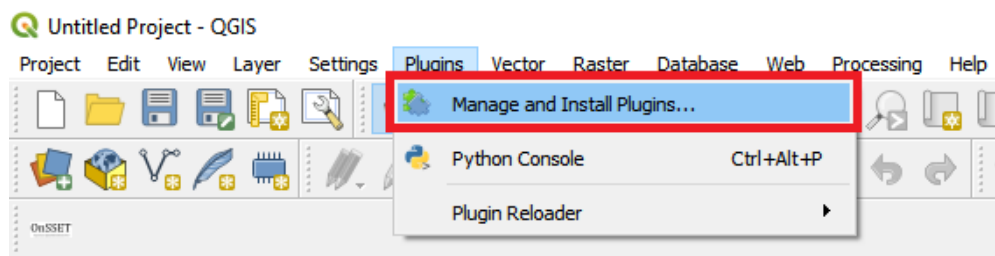 Untitled Project - QGIS
Project Edit View Layer Settings Plugins Vector Raster Database Web Processing Help
Manage and Install Plugins...
Python Console Ctrl+Alt+P
Plugin Reloader
OnSSET